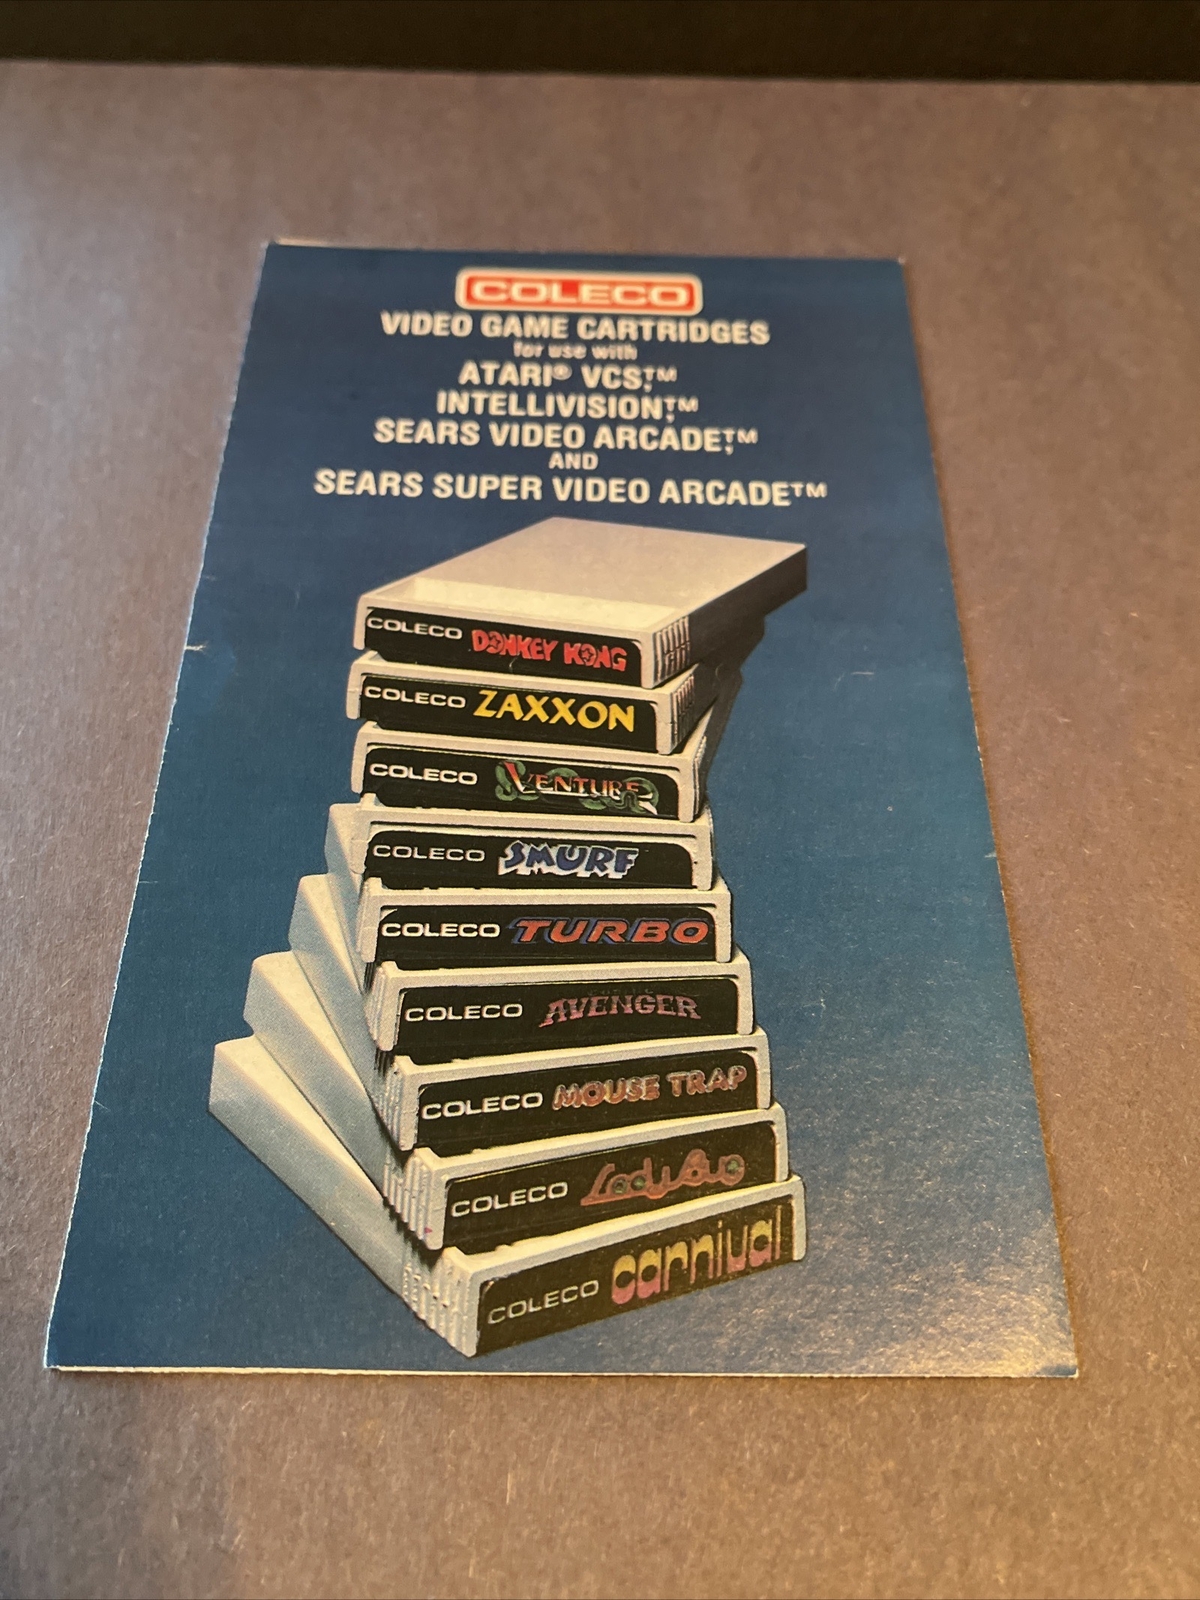 COLECO
VIDEO GAME CARTRIDGES
for use with
ATARI® VCS,™
INTELLIVISION,™
SEARS VIDEO ARCADE,™
AND
SEARS SUPER VIDEO ARCADE™
COLECO DONKEY KONG
COLECO ZAXXON
COLECO VENTURE
COLECO SMURF
COLECO TURBO
COLECO AVENGER
COLECO MOUSE TRAP
COLECO LadyBug
COLECO carnival